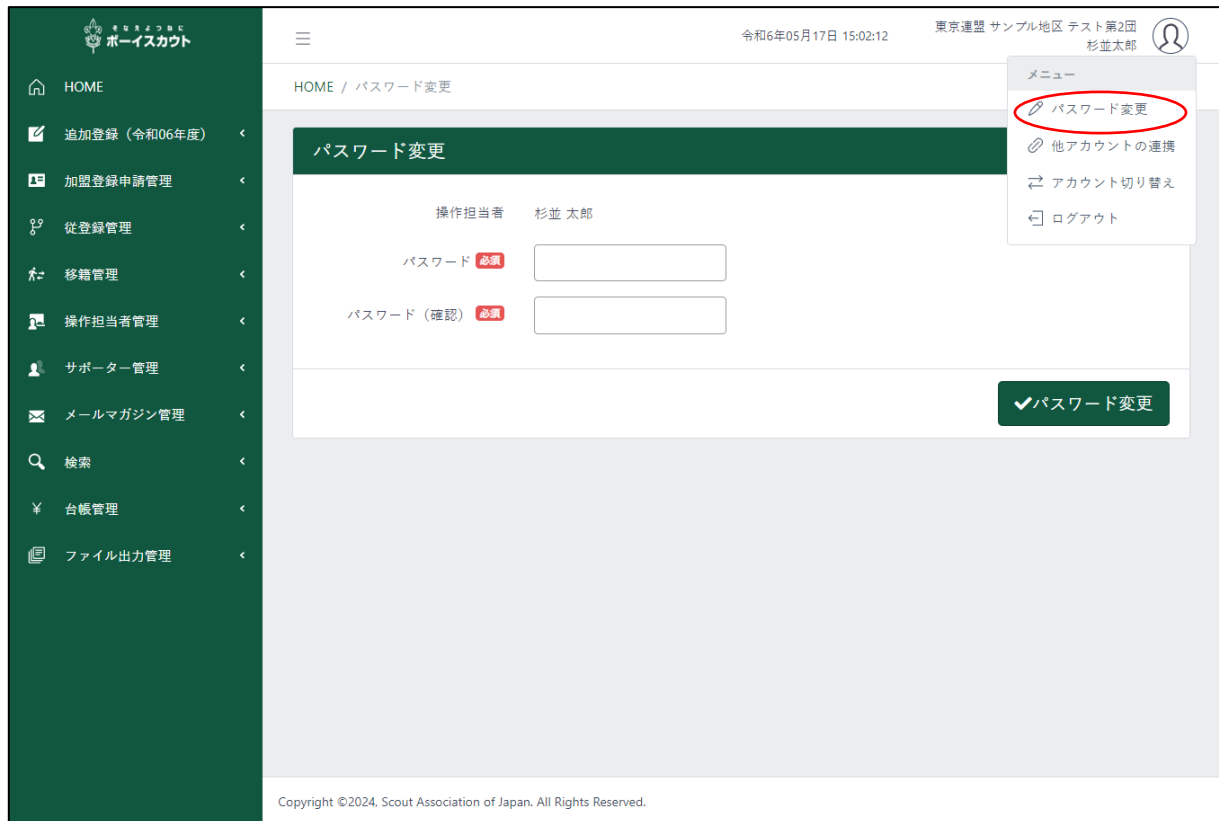 そなえよつねに
ボーイスカウト
令和6年05月17日 15:02:12
東京連盟 サンプル地区 テスト第2団
杉並太郎
HOME
追加登録（令和06年度）
加盟登録申請管理
従登録管理
移籍管理
操作担当者管理
サポーター管理
メールマガジン管理
検索
台帳管理
ファイル出力管理
HOME / パスワード変更
メニュー
パスワード変更
他アカウントの連携
アカウント切り替え
ログアウト
パスワード変更
操作担当者 杉並 太郎
パスワード 必須
パスワード（確認） 必須
パスワード変更
Copyright ©2024, Scout Association of Japan. All Rights Reserved.